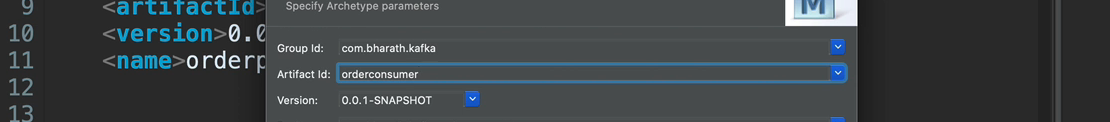 9 <artifactId>
Specify Archetype parameters
M
10 <version>0.0
Group Id: com.bharath.kafka
11 <name>orderp
Artifact Id: orderconsumer
12
Version: 0.0.1-SNAPSHOT
13